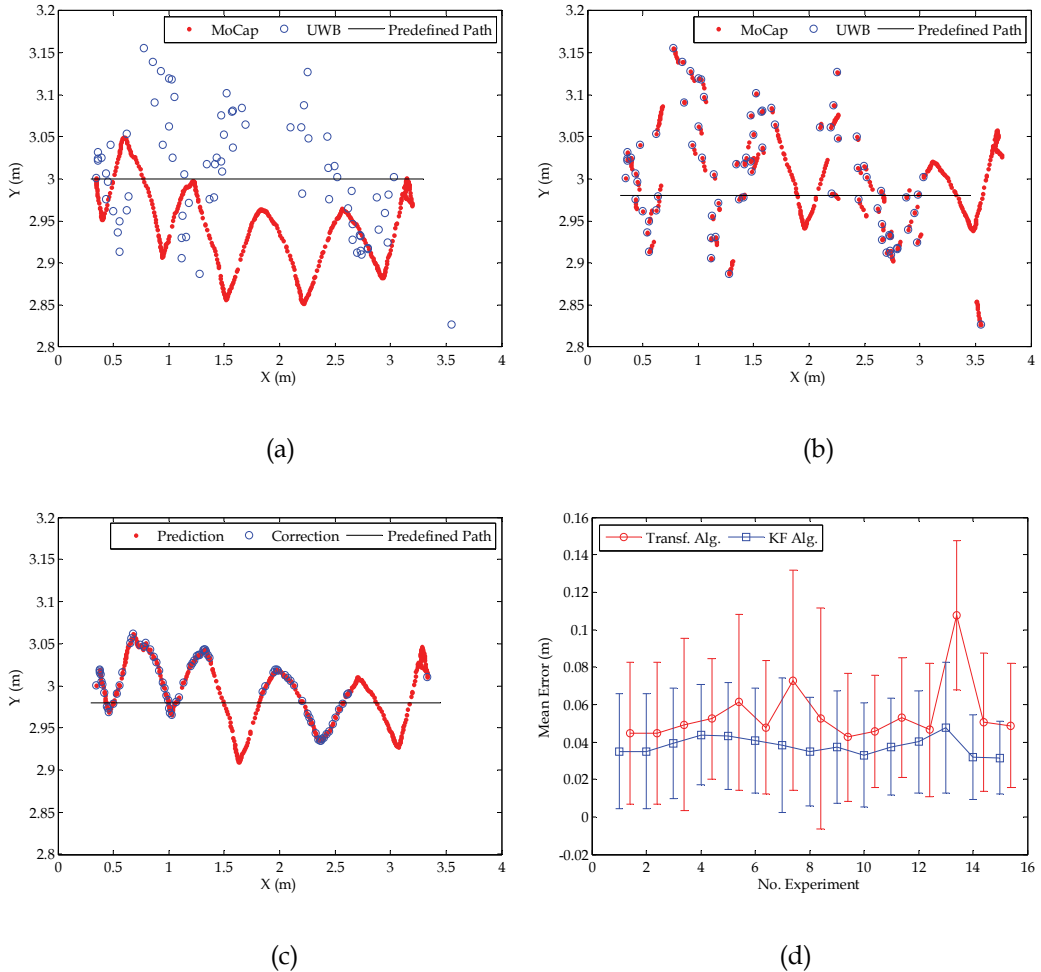 3.2
3.15
3.1
3.05
3
2.95
2.9
2.85
2.8
Y (m)
MoCap UWB Predefined Path
0 0.5 1 1.5 2 2.5 3 3.5 4
X (m)
(a)
3.2
3.15
3.1
3.05
3
2.95
2.9
2.85
2.8
Y (m)
MoCap UWB Predefined Path
0 0.5 1 1.5 2 2.5 3 3.5 4
X (m)
(b)
3.2
3.15
3.1
3.05
3
2.95
2.9
2.85
2.8
Y (m)
Prediction Correction Predefined Path
0 0.5 1 1.5 2 2.5 3 3.5 4
X (m)
(c)
0.16
0.14
0.12
0.1
0.08
0.06
0.04
0.02
0
-0.02
Mean Error (m)
Transf. Alg. KF Alg.
0 2 4 6 8 10 12 14 16
No. Experiment
(d)